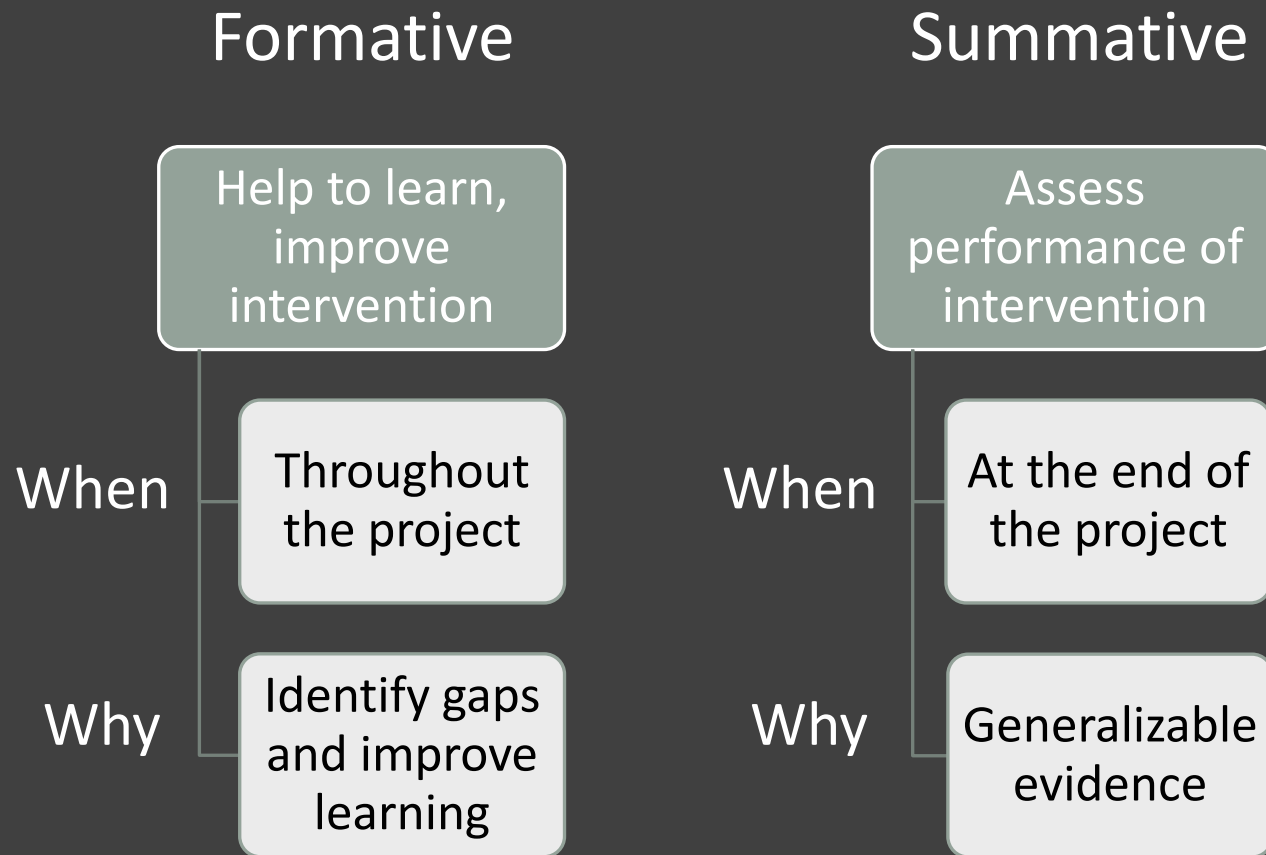 Formative
Help to learn,
improve
intervention
When
Throughout
the project
Why
Identify gaps
and improve
learning
Summative
Assess
performance of
intervention
When
At the end of
the project
Why
Generalizable
evidence